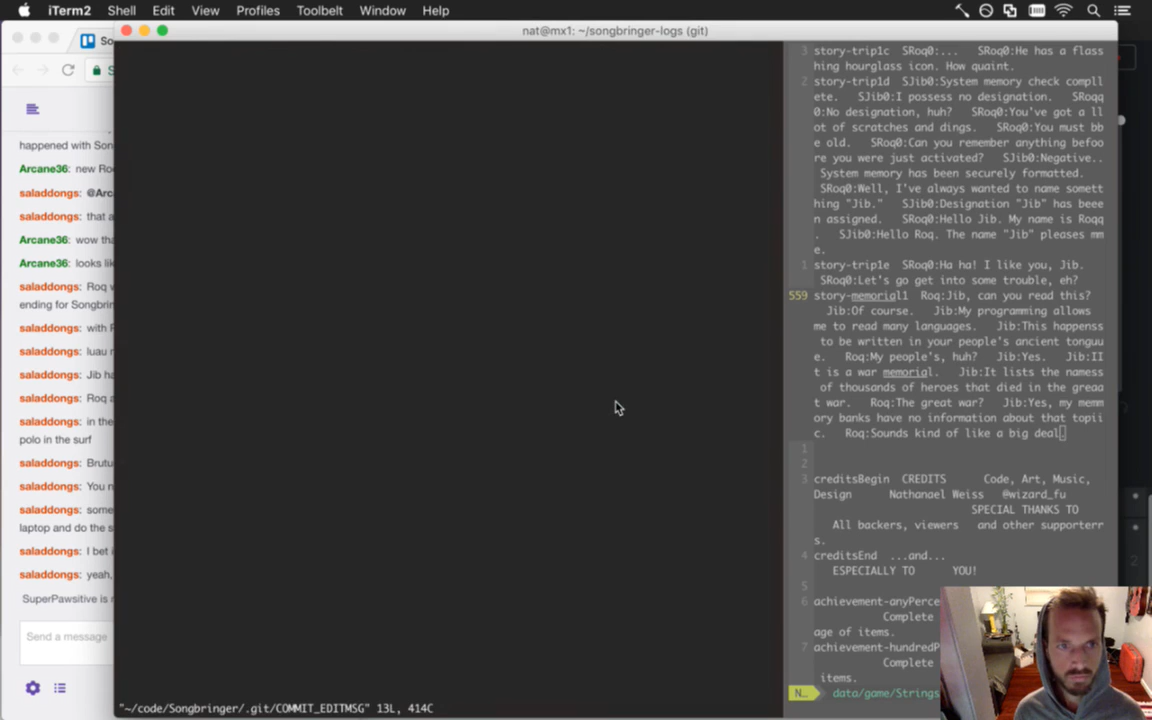 iTerm2 Shell Edit View Profiles Toolbelt Window Help
nat@mx1: ~/songbringer-logs (git)
happened with Son
Arcane36: new Ro
saladdongs: @Arc
saladdongs: that a
Arcane36: wow tha
Arcane36: looks lik
saladdongs: Roq w
ending for Songbrin
saladdongs: with F
saladdongs: luau r
saladdongs: Jib ha
saladdongs: Roq a
saladdongs: in the
polo in the surf
saladdongs: Brutu
saladdongs: You n
saladdongs: some
laptop and do the s
saladdongs: I bet i
saladdongs: yeah,
SuperPawsitive is n
Send a message
"~/code/Songbringer/.git/COMMIT_EDITMSG" 13L, 414C
3 story-trip1c SRoq0:... SRoq0:He has a flass
hing hourglass icon. How quaint.
2 story-trip1d SJib0:System memory check compll
ete. SJib0:I possess no designation. SRoqq
0:No designation, huh? SRoq0:You've got a ll
ot of scratches and dings. SRoq0:You must bb
e old. SRoq0:Can you remember anything befoo
re you were just activated? SJib0:Negative..
System memory has been securely formatted.
SRoq0:Well, I've always wanted to name somett
hing "Jib." SJib0:Designation "Jib" has beee
n assigned. SRoq0:Hello Jib. My name is Roqq
. SJib0:Hello Roq. The name "Jib" pleases mm
e.
1 story-trip1e SRoq0:Ha ha! I like you, Jib.
SRoq0:Let's go get into some trouble, eh?
559 story-memorial1 Roq:Jib, can you read this?
Jib:Of course. Jib:My programming allows
me to read many languages. Jib:This happenss
to be written in your people's ancient tonguu
e. Roq:My people's, huh? Jib:Yes. Jib:II
t is a war memorial. Jib:It lists the namess
of thousands of heroes that died in the greaa
t war. Roq:The great war? Jib:Yes, my memm
ory banks have no information about that topii
c. Roq:Sounds kind of like a big deal.
1
2
3 creditsBegin CREDITS Code, Art, Music,
Design Nathanael Weiss @wizard_fu
SPECIAL THANKS TO
All backers, viewers and other supporterr
s.
4 creditsEnd ...and...
ESPECIALLY TO YOU!
5
6 achievement-anyPerce
Complete
age of items.
7 achievement-hundredP
Complete
items.
N... data/game/Strings